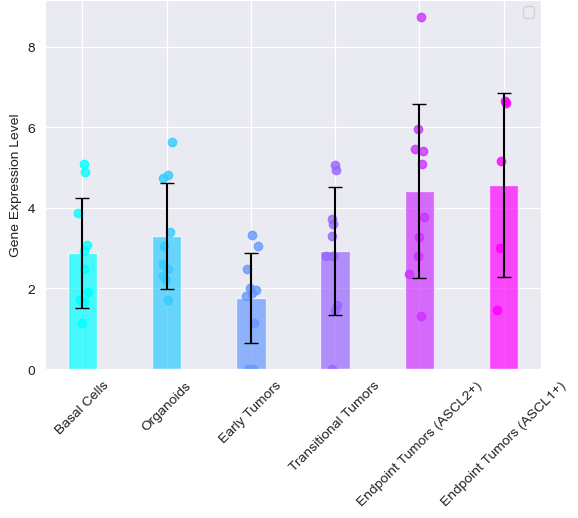 Gene Expression Level
8
6
4
2
0
Basal Cells
Organoids
Early Tumors
Transitional Tumors
Endpoint Tumors (ASCL2+)
Endpoint Tumors (ASCL1+)